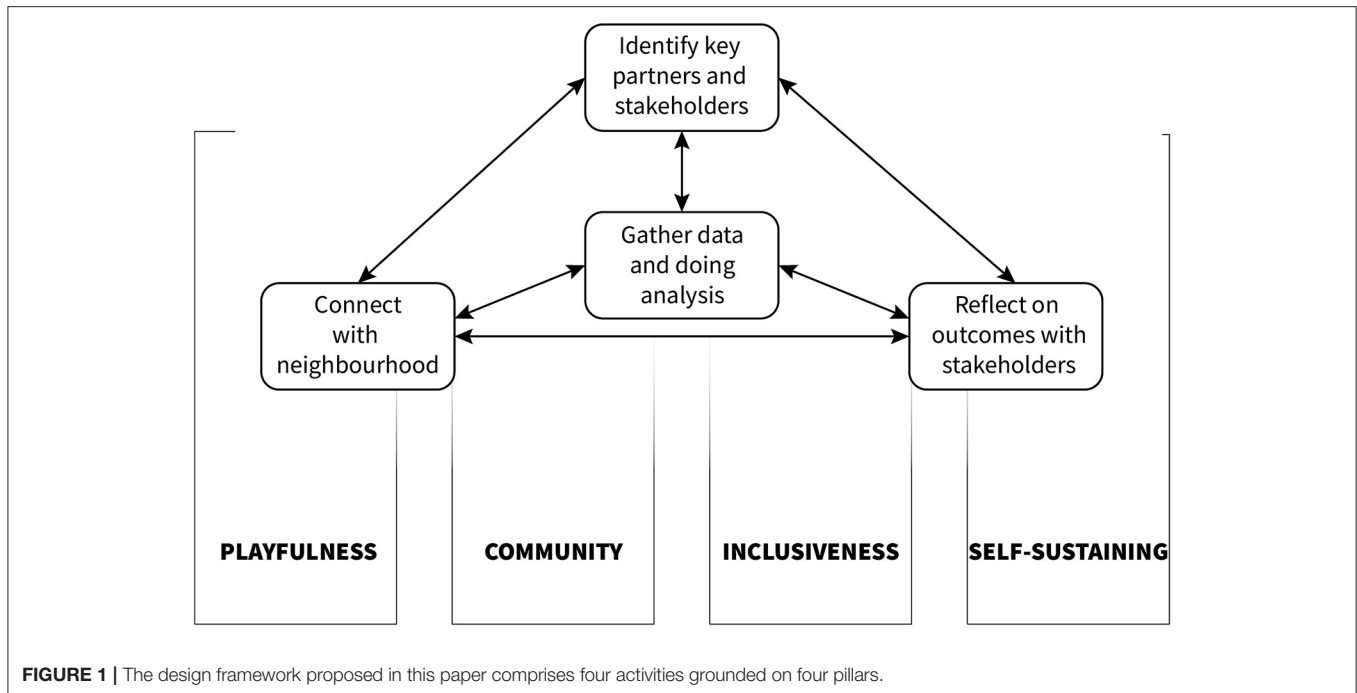 Identify key
partners and
stakeholders
Gather data
and doing
analysis
Connect
with
neighbourhood
Reflect on
outcomes with
stakeholders
PLAYFULNESS
COMMUNITY
INCLUSIVENESS
SELF-SUSTAINING
FIGURE 1 | The design framework proposed in this paper comprises four activities grounded on four pillars.